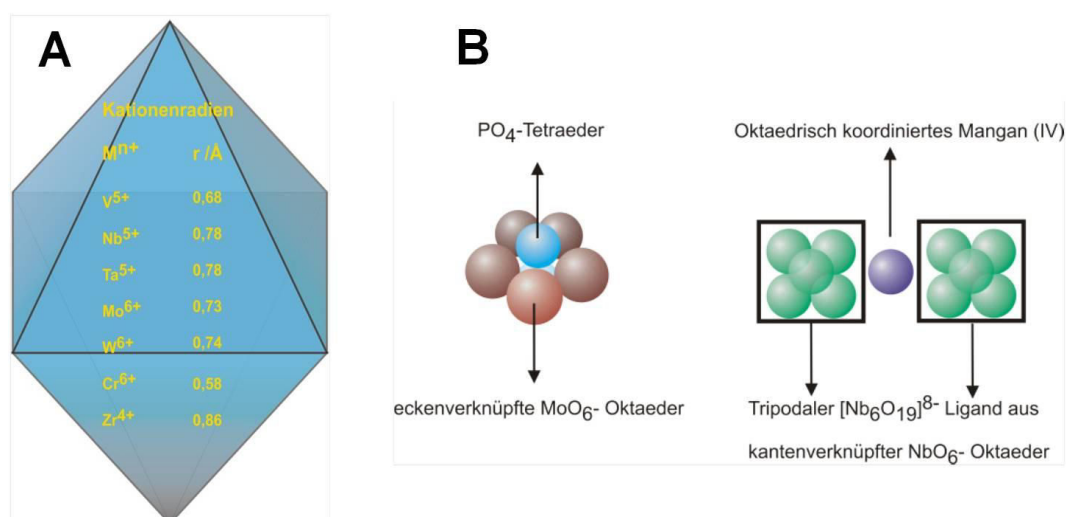 A
Kationenradien
Mⁿ⁺ r /Å
V⁵⁺ 0,68
Nb⁵⁺ 0,78
Ta⁵⁺ 0,78
Mo⁶⁺ 0,73
W⁶⁺ 0,74
Cr⁶⁺ 0,58
Zr⁴⁺ 0,86
B
PO₄-Tetraeder
eckenverknüpfte MoO₆- Oktaeder
Oktaedrisch koordiniertes Mangan (IV)
Tripodaler [Nb₆O₁₉]⁸⁻ Ligand aus
kantenverknüpfter NbO₆- Oktaeder